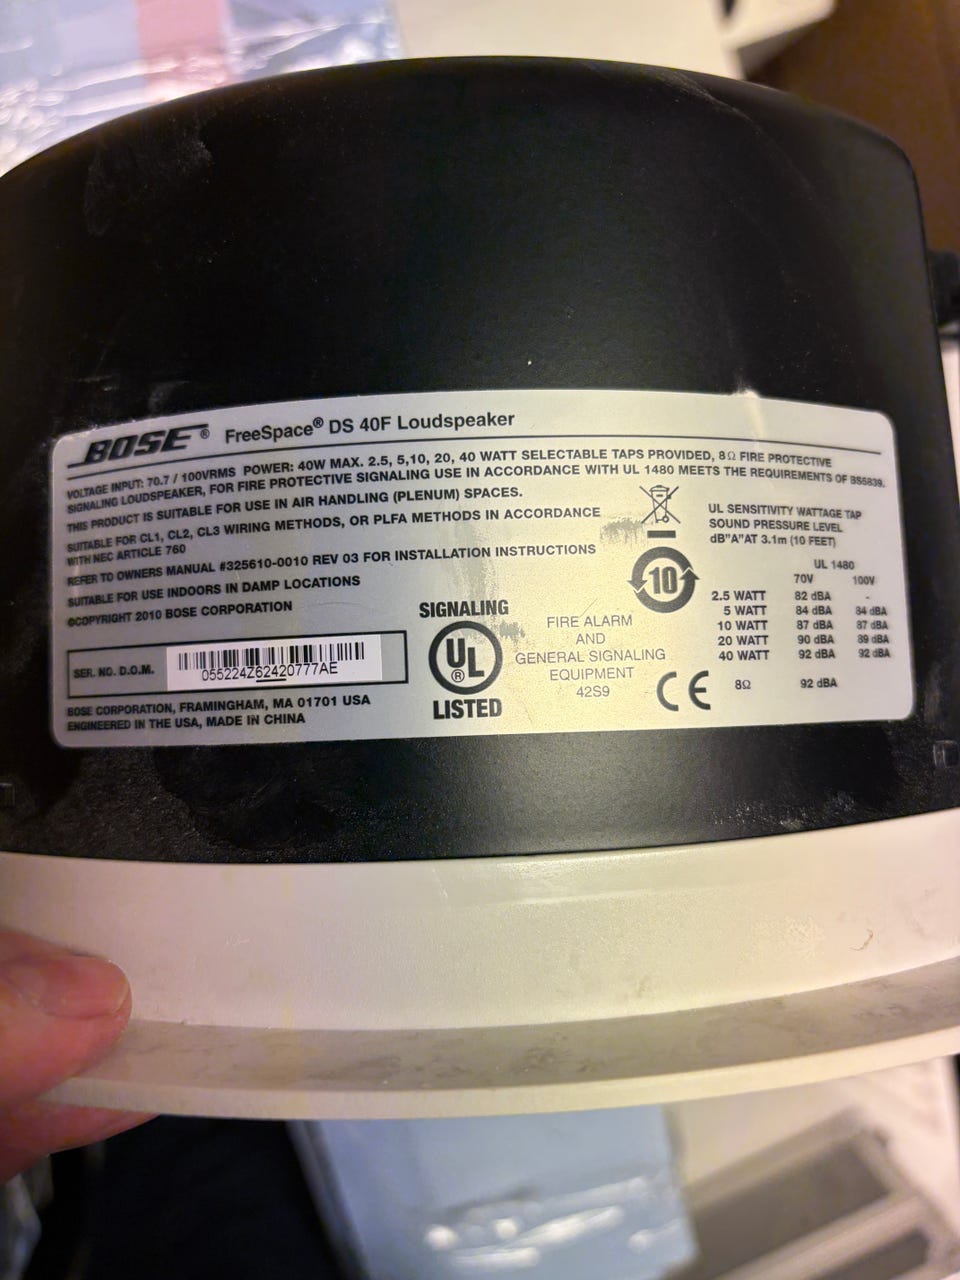 BOSE® FreeSpace® DS 40F Loudspeaker
VOLTAGE INPUT: 70.7 / 100VRMS POWER: 40W MAX. 2.5, 5,10, 20, 40 WATT SELECTABLE TAPS PROVIDED, 8Ω FIRE PROTECTIVE
SIGNALING LOUDSPEAKER, FOR FIRE PROTECTIVE SIGNALING USE IN ACCORDANCE WITH UL 1480 MEETS THE REQUIREMENTS OF BS5839.
THIS PRODUCT IS SUITABLE FOR USE IN AIR HANDLING (PLENUM) SPACES.
SUITABLE FOR CL1, CL2, CL3 WIRING METHODS, OR PLFA METHODS IN ACCORDANCE
WITH NEC ARTICLE 760
REFER TO OWNERS MANUAL #325610-0010 REV 03 FOR INSTALLATION INSTRUCTIONS
SUITABLE FOR USE INDOORS IN DAMP LOCATIONS
©COPYRIGHT 2010 BOSE CORPORATION
SER. NO. D.O.M.
055224Z62420777AE
BOSE CORPORATION, FRAMINGHAM, MA 01701 USA
ENGINEERED IN THE USA, MADE IN CHINA
SIGNALING
UL®
LISTED
FIRE ALARM
AND
GENERAL SIGNALING
EQUIPMENT
42S9
10
CE
UL SENSITIVITY WATTAGE TAP
SOUND PRESSURE LEVEL
dB"A"AT 3.1m (10 FEET)
UL 1480
70V 100V
2.5 WATT 82 dBA -
5 WATT 84 dBA 84 dBA
10 WATT 87 dBA 87 dBA
20 WATT 90 dBA 89 dBA
40 WATT 92 dBA 92 dBA
8Ω 92 dBA